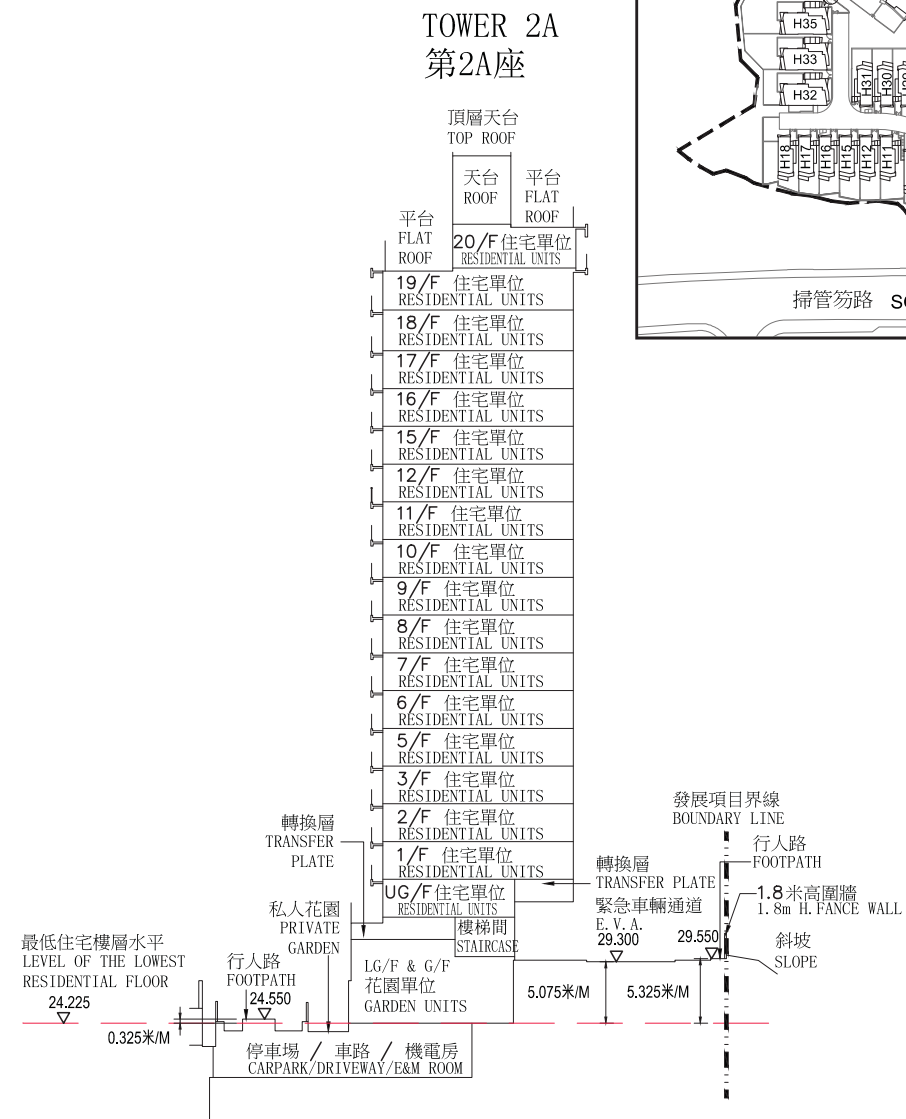 TOWER 2A
第2A座
H35
H33
H32
H31
H30
H18
H17
H16
H15
H12
H11
掃管笏路
頂層天台
TOP ROOF
天台
ROOF
平台
FLAT
ROOF
平台
FLAT
ROOF
20/F 住宅單位
RESIDENTIAL UNITS
19/F 住宅單位
RESIDENTIAL UNITS
18/F 住宅單位
RESIDENTIAL UNITS
17/F 住宅單位
RESIDENTIAL UNITS
16/F 住宅單位
RESIDENTIAL UNITS
15/F 住宅單位
RESIDENTIAL UNITS
12/F 住宅單位
RESIDENTIAL UNITS
11/F 住宅單位
RESIDENTIAL UNITS
10/F 住宅單位
RESIDENTIAL UNITS
9/F 住宅單位
RESIDENTIAL UNITS
8/F 住宅單位
RESIDENTIAL UNITS
7/F 住宅單位
RESIDENTIAL UNITS
6/F 住宅單位
RESIDENTIAL UNITS
5/F 住宅單位
RESIDENTIAL UNITS
3/F 住宅單位
RESIDENTIAL UNITS
2/F 住宅單位
RESIDENTIAL UNITS
1/F 住宅單位
RESIDENTIAL UNITS
UG/F 住宅單位
RESIDENTIAL UNITS
轉換層
TRANSFER
PLATE
私人花園
PRIVATE
GARDEN
樓梯間
STAIRCASE
LG/F & G/F
花園單位
GARDEN UNITS
轉換層
TRANSFER PLATE
緊急車輛通道
E.V.A.
29.300
29.550
發展項目界線
BOUNDARY LINE
行人路
FOOTPATH
1.8米高圍牆
1.8m H.FANCE WALL
斜坡
SLOPE
5.075米/M
5.325米/M
最低住宅樓層水平
LEVEL OF THE LOWEST
RESIDENTIAL FLOOR
24.225
行人路
FOOTPATH
24.550
0.325米/M
停車場 / 車路 / 機電房
CARPARK/DRIVEWAY/E&M ROOM